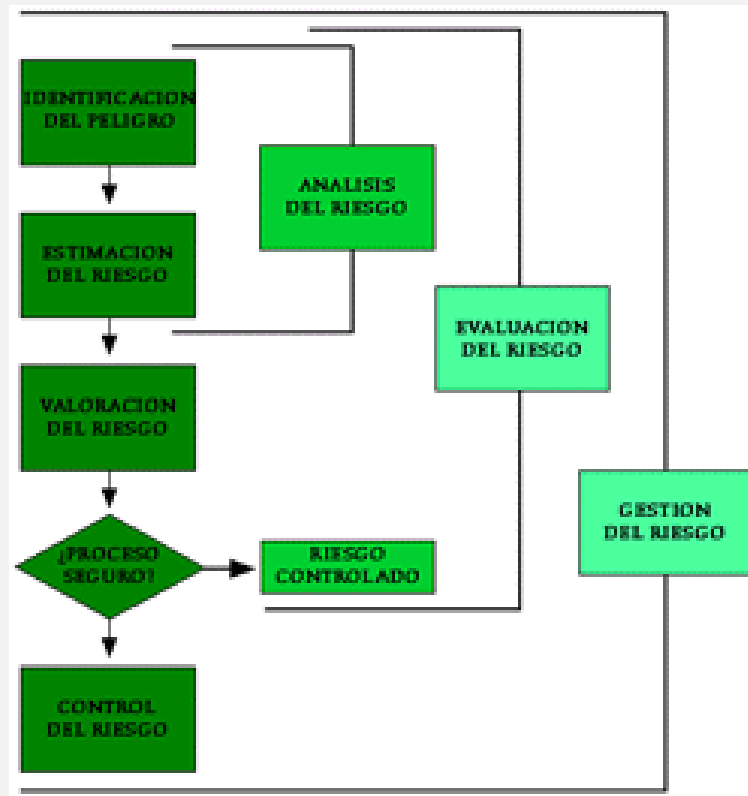 IDENTIFICACION
DEL PELIGRO
ANALISIS
DEL RIESGO
ESTIMACION
DEL RIESGO
EVALUACION
DEL RIESGO
VALORACION
DEL RIESGO
GESTION
DEL RIESGO
¿PROCESO
SEGURO?
RIESGO
CONTROLADO
CONTROL
DEL RIESGO